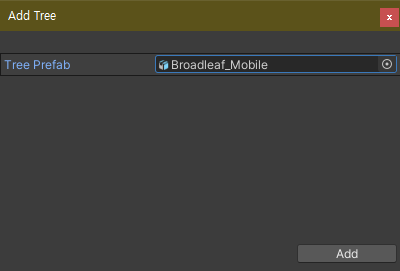 Add Tree
x
Tree Prefab
Broadleaf_Mobile
Add